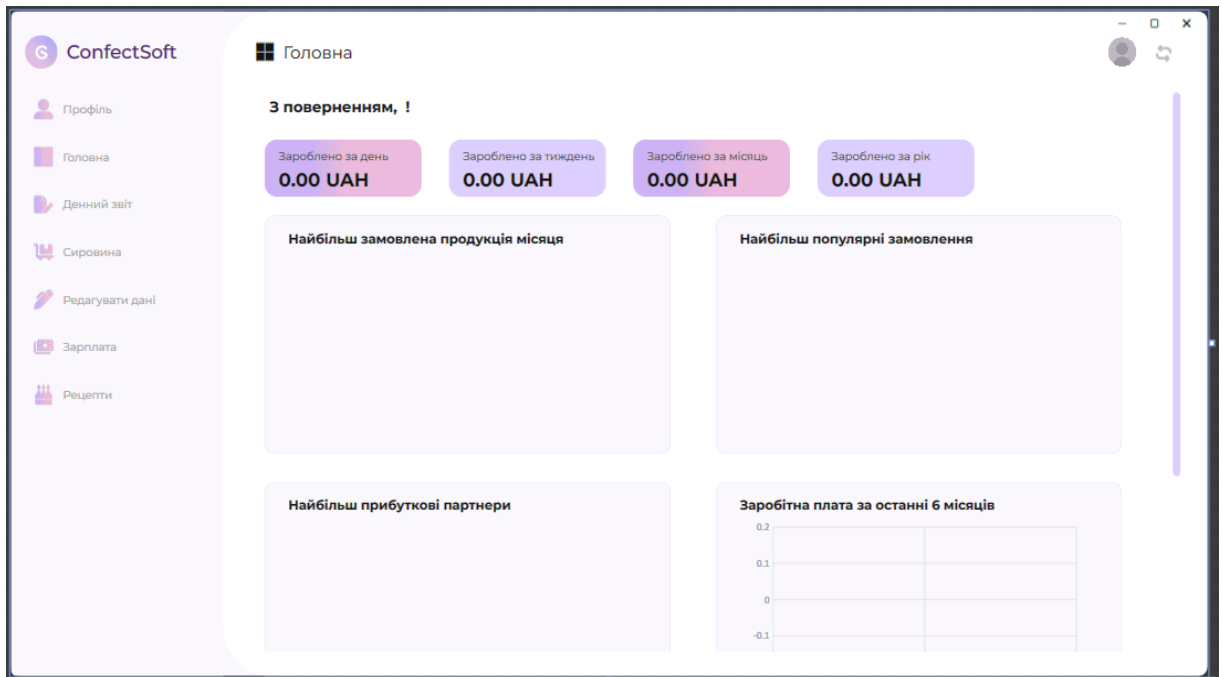 G ConfectSoft
Головна
Профіль
Головна
Денний звіт
Сировина
Редагувати дані
Зарплата
Рецепти
З поверненням, !
Зароблено за день
0.00 UAH
Зароблено за тиждень
0.00 UAH
Зароблено за місяць
0.00 UAH
Зароблено за рік
0.00 UAH
Найбільш замовлена продукція місяця
Найбільш популярні замовлення
Найбільш прибуткові партнери
Заробітна плата за останні 6 місяців
0.2
0.1
0
-0.1